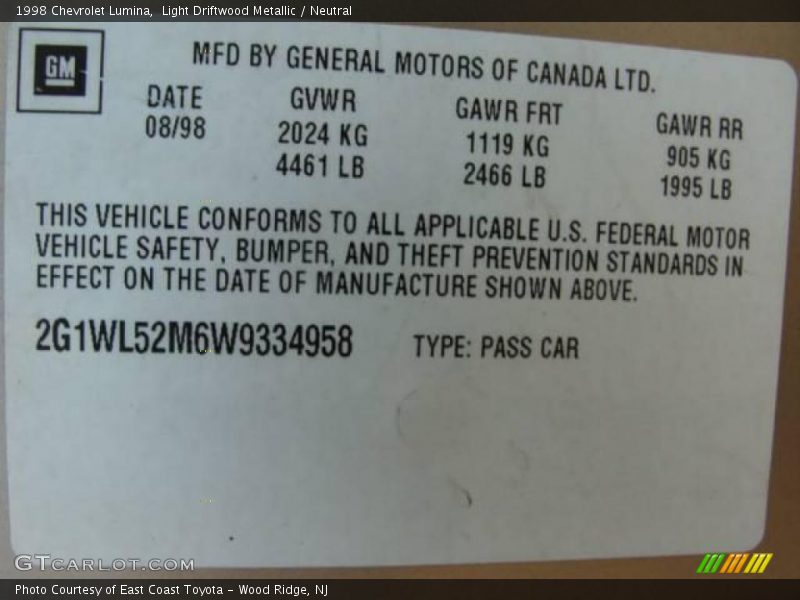 1998 Chevrolet Lumina,  Light Driftwood Metallic / Neutral
GM
MFD BY GENERAL MOTORS OF CANADA LTD.
DATE GVWR GAWR FRT GAWR RR
08/98 2024 KG 1119 KG 905 KG
4461 LB 2466 LB 1995 LB
THIS VEHICLE CONFORMS TO ALL APPLICABLE U.S. FEDERAL MOTOR
VEHICLE SAFETY, BUMPER, AND THEFT PREVENTION STANDARDS IN
EFFECT ON THE DATE OF MANUFACTURE SHOWN ABOVE.
2G1WL52M6W9334958 TYPE: PASS CAR
GTCARLOT.COM
Photo Courtesy of East Coast Toyota – Wood Ridge, NJ